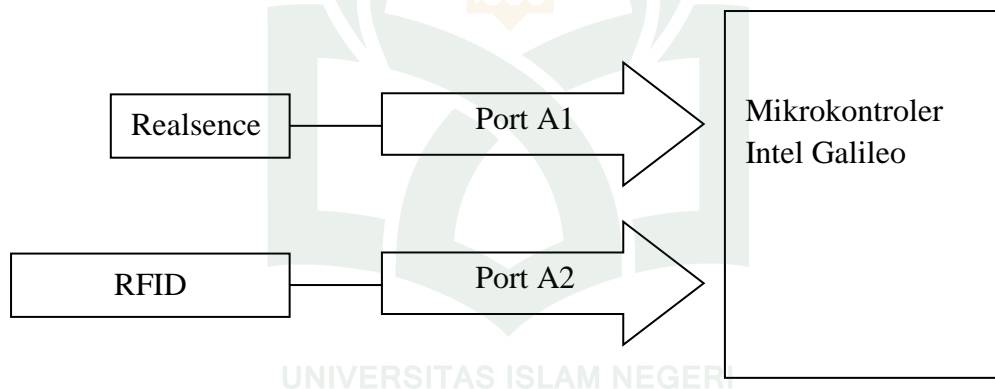 Realsence
Port A1
Mikrokontroler
Intel Galileo
RFID
Port A2
UNIVERSITAS ISLAM NEGERI